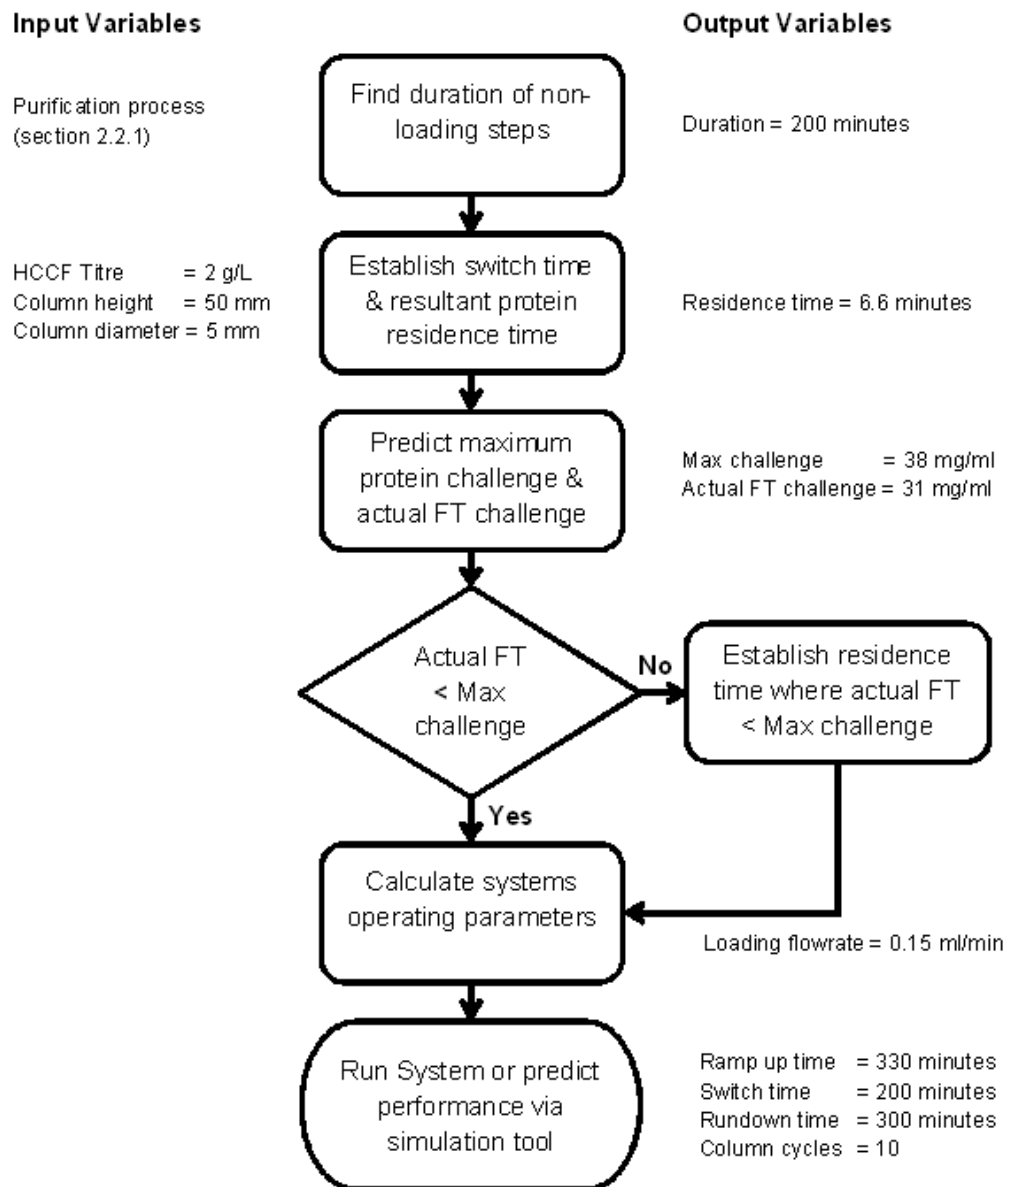 Input Variables
Output Variables
Purification process
(section 2.2.1)
Find duration of non-
loading steps
Duration = 200 minutes
HCCF Titre = 2 g/L
Column height = 50 mm
Column diameter = 5 mm
Establish switch time
& resultant protein
residence time
Residence time = 6.6 minutes
Predict maximum
protein challenge &
actual FT challenge
Max challenge = 38 mg/ml
Actual FT challenge = 31 mg/ml
Actual FT
< Max
challenge
No
Establish residence
time where actual FT
< Max challenge
Yes
Calculate systems
operating parameters
Loading flowrate = 0.15 ml/min
Run System or predict
performance via
simulation tool
Ramp up time = 330 minutes
Switch time = 200 minutes
Rundown time = 300 minutes
Column cycles = 10